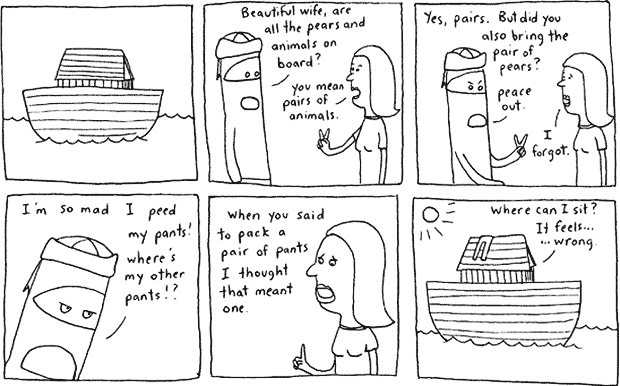 Beautiful wife, are
all the pears and
animals on
board?
you mean
pairs of
animals.
Yes, pairs. But did you
also bring the
pair of
pears?
peace
out.
I
forgot.
I'm so mad I peed
my pants!
where's
my other
pants!?
when you said
to pack a
pair of pants
I thought
that meant
one.
Where can I sit?
It feels...
...wrong.